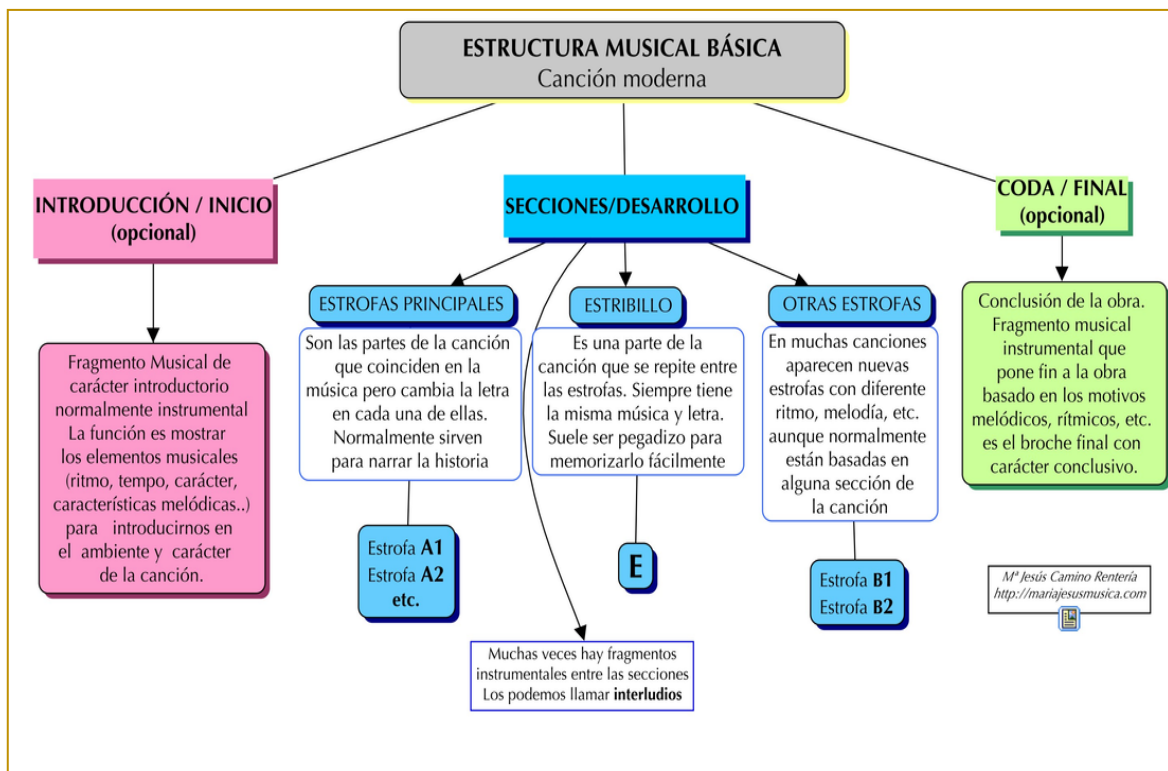 ESTRUCTURA MUSICAL BÁSICA
Canción moderna
INTRODUCCIÓN / INICIO
(opcional)
Fragmento Musical de
carácter introductorio
normalmente instrumental
La función es mostrar
los elementos musicales
(ritmo, tempo, carácter,
características melódicas..)
para introducirnos en
el ambiente y carácter
de la canción.
SECCIONES/DESARROLLO
ESTROFAS PRINCIPALES
Son las partes de la canción
que coinciden en la
música pero cambia la letra
en cada una de ellas.
Normalmente sirven
para narrar la historia
Estrofa A1
Estrofa A2
etc.
ESTRIBILLO
Es una parte de la
canción que se repite entre
las estrofas. Siempre tiene
la misma música y letra.
Suele ser pegadizo para
memorizarlo fácilmente
E
OTRAS ESTROFAS
En muchas canciones
aparecen nuevas
estrofas con diferente
ritmo, melodía, etc.
aunque normalmente
están basadas en
alguna sección de
la canción
Estrofa B1
Estrofa B2
Muchas veces hay fragmentos
instrumentales entre las secciones
Los podemos llamar interludios
CODA / FINAL
(opcional)
Conclusión de la obra.
Fragmento musical
instrumental que
pone fin a la obra
basado en los motivos
melódicos, rítmicos, etc.
es el broche final con
carácter conclusivo.
Mª Jesús Camino Rentería
http://mariajesusmusica.com